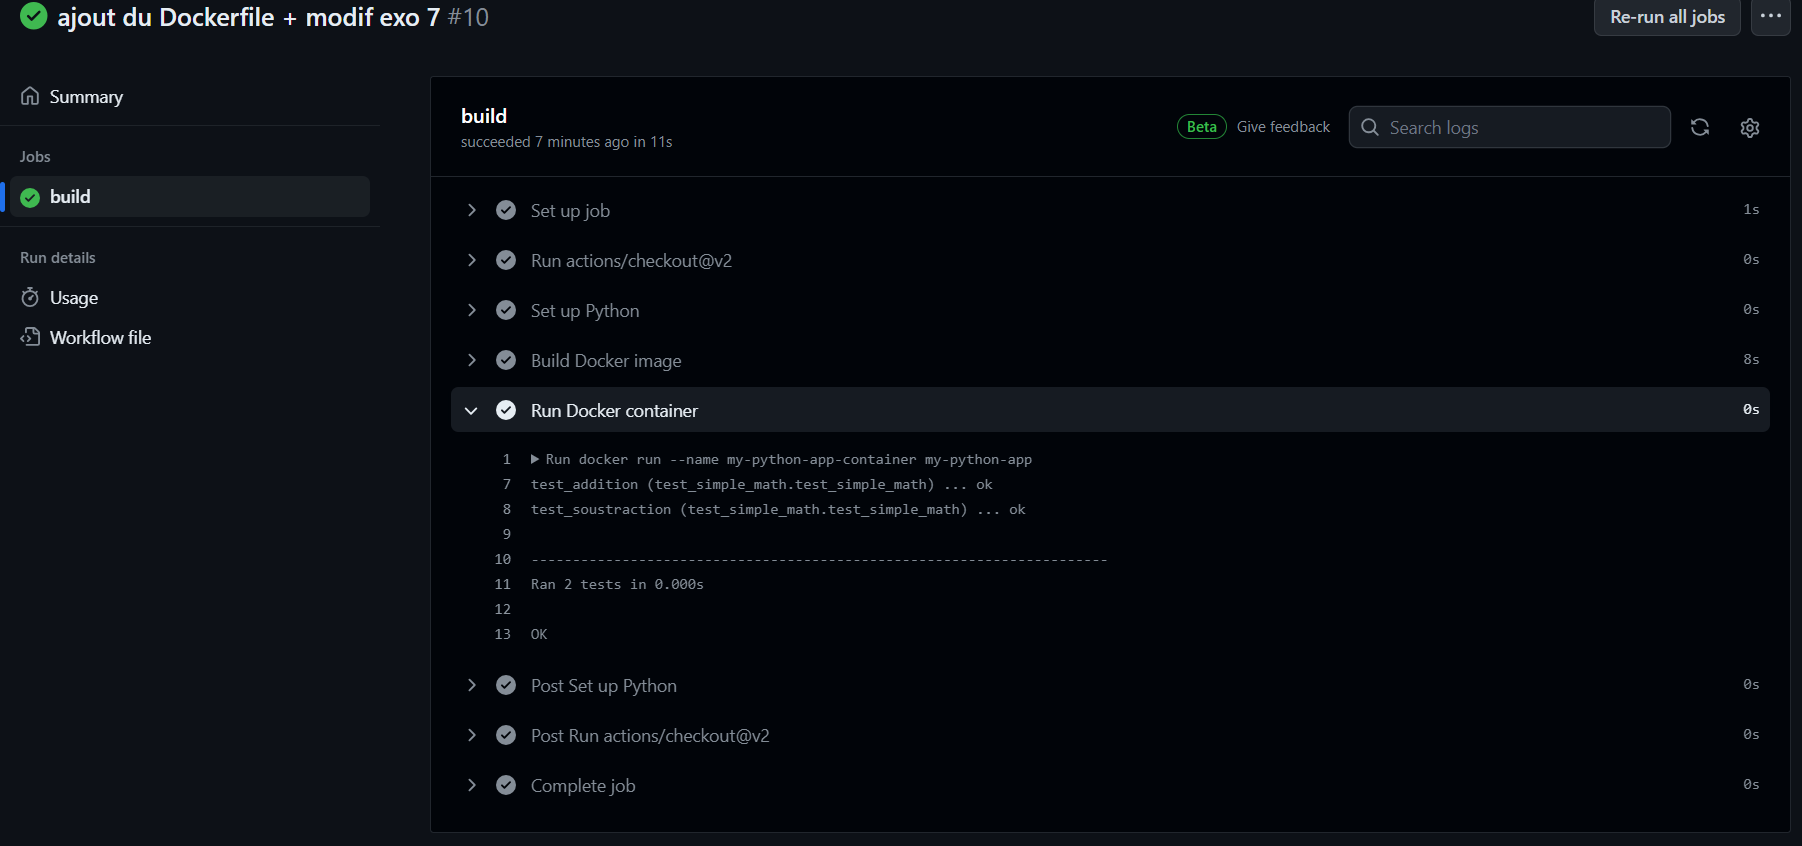 ajout du Dockerfile + modif exo 7 #10
Re-run all jobs
Summary
Jobs
build
Run details
Usage
Workflow file
build
succeeded 7 minutes ago in 11s
Beta Give feedback Search logs
Set up job 1s
Run actions/checkout@v2 0s
Set up Python 0s
Build Docker image 8s
Run Docker container 0s
1 Run docker run --name my-python-app-container my-python-app
7 test_addition (test_simple_math.test_simple_math) ... ok
8 test_soustraction (test_simple_math.test_simple_math) ... ok
9
10 ----------------------------------------------------------------------
11 Ran 2 tests in 0.000s
12
13 OK
Post Set up Python 0s
Post Run actions/checkout@v2 0s
Complete job 0s